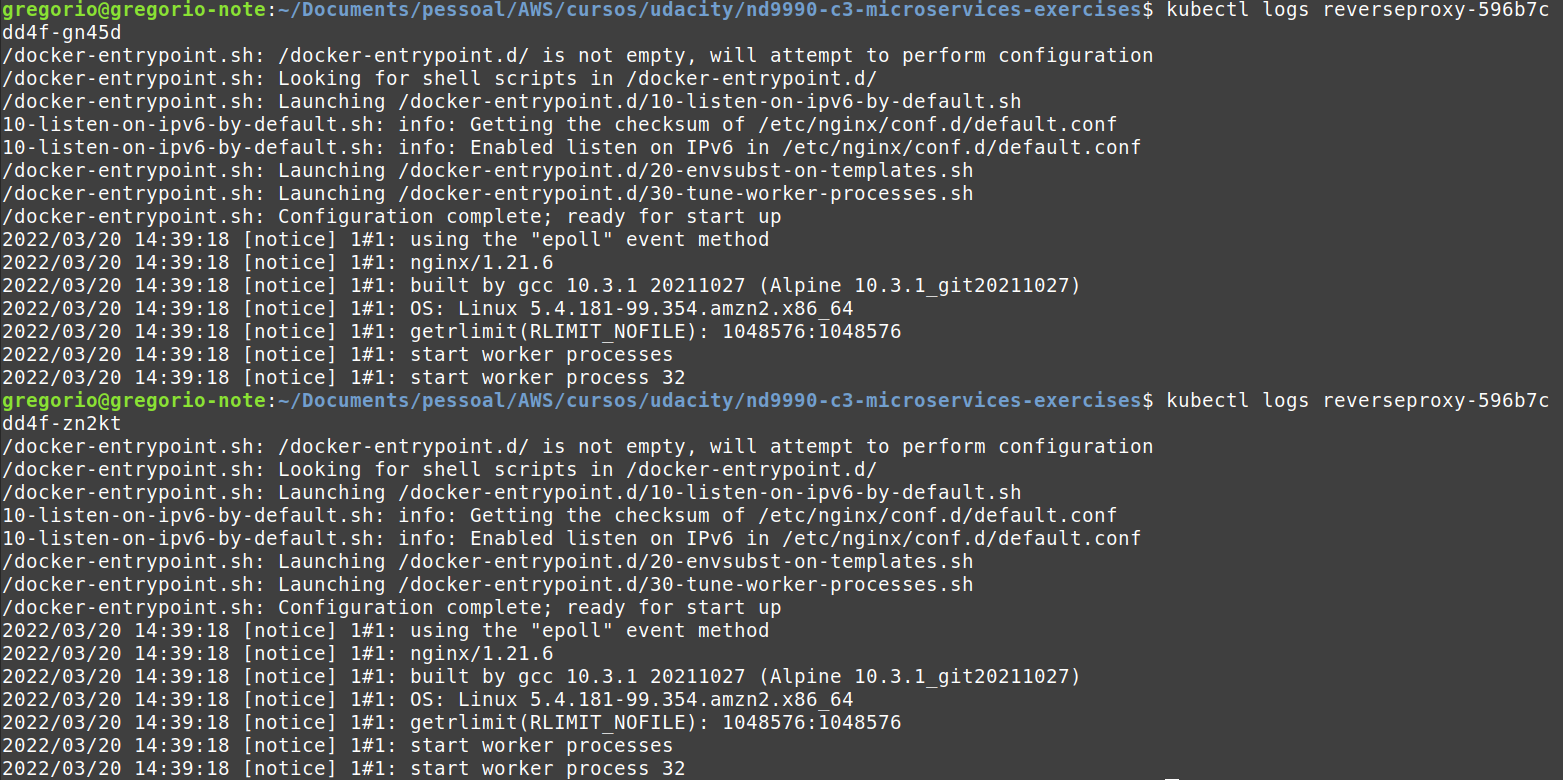 gregorio@gregorio-note:~/Documents/pessoal/AWS/cursos/udacity/nd9990-c3-microservices-exercises$ kubectl logs reverseproxy-596b7c
dd4f-gn45d
/docker-entrypoint.sh: /docker-entrypoint.d/ is not empty, will attempt to perform configuration
/docker-entrypoint.sh: Looking for shell scripts in /docker-entrypoint.d/
/docker-entrypoint.sh: Launching /docker-entrypoint.d/10-listen-on-ipv6-by-default.sh
10-listen-on-ipv6-by-default.sh: info: Getting the checksum of /etc/nginx/conf.d/default.conf
10-listen-on-ipv6-by-default.sh: info: Enabled listen on IPv6 in /etc/nginx/conf.d/default.conf
/docker-entrypoint.sh: Launching /docker-entrypoint.d/20-envsubst-on-templates.sh
/docker-entrypoint.sh: Launching /docker-entrypoint.d/30-tune-worker-processes.sh
/docker-entrypoint.sh: Configuration complete; ready for start up
2022/03/20 14:39:18 [notice] 1#1: using the "epoll" event method
2022/03/20 14:39:18 [notice] 1#1: nginx/1.21.6
2022/03/20 14:39:18 [notice] 1#1: built by gcc 10.3.1 20211027 (Alpine 10.3.1_git20211027)
2022/03/20 14:39:18 [notice] 1#1: OS: Linux 5.4.181-99.354.amzn2.x86_64
2022/03/20 14:39:18 [notice] 1#1: getrlimit(RLIMIT_NOFILE): 1048576:1048576
2022/03/20 14:39:18 [notice] 1#1: start worker processes
2022/03/20 14:39:18 [notice] 1#1: start worker process 32
gregorio@gregorio-note:~/Documents/pessoal/AWS/cursos/udacity/nd9990-c3-microservices-exercises$ kubectl logs reverseproxy-596b7c
dd4f-zn2kt
/docker-entrypoint.sh: /docker-entrypoint.d/ is not empty, will attempt to perform configuration
/docker-entrypoint.sh: Looking for shell scripts in /docker-entrypoint.d/
/docker-entrypoint.sh: Launching /docker-entrypoint.d/10-listen-on-ipv6-by-default.sh
10-listen-on-ipv6-by-default.sh: info: Getting the checksum of /etc/nginx/conf.d/default.conf
10-listen-on-ipv6-by-default.sh: info: Enabled listen on IPv6 in /etc/nginx/conf.d/default.conf
/docker-entrypoint.sh: Launching /docker-entrypoint.d/20-envsubst-on-templates.sh
/docker-entrypoint.sh: Launching /docker-entrypoint.d/30-tune-worker-processes.sh
/docker-entrypoint.sh: Configuration complete; ready for start up
2022/03/20 14:39:18 [notice] 1#1: using the "epoll" event method
2022/03/20 14:39:18 [notice] 1#1: nginx/1.21.6
2022/03/20 14:39:18 [notice] 1#1: built by gcc 10.3.1 20211027 (Alpine 10.3.1_git20211027)
2022/03/20 14:39:18 [notice] 1#1: OS: Linux 5.4.181-99.354.amzn2.x86_64
2022/03/20 14:39:18 [notice] 1#1: getrlimit(RLIMIT_NOFILE): 1048576:1048576
2022/03/20 14:39:18 [notice] 1#1: start worker processes
2022/03/20 14:39:18 [notice] 1#1: start worker process 32